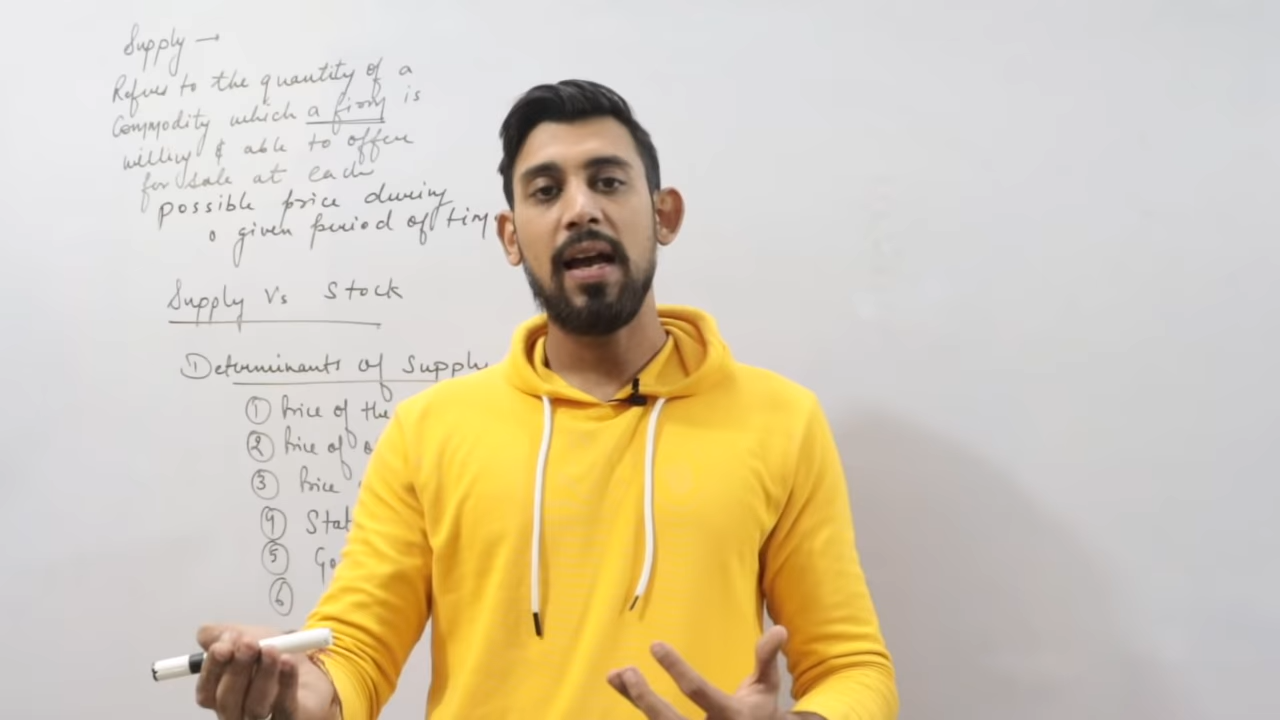 Supply →
Refers to the quantity of a
Commodity which a firm is
willing & able to offer
for sale at each
possible price during
a given period of time
Supply Vs Stock
Determinants of Supply
① Price of the
② Price of o
③ Price
④ Stat
⑤ Go
⑥